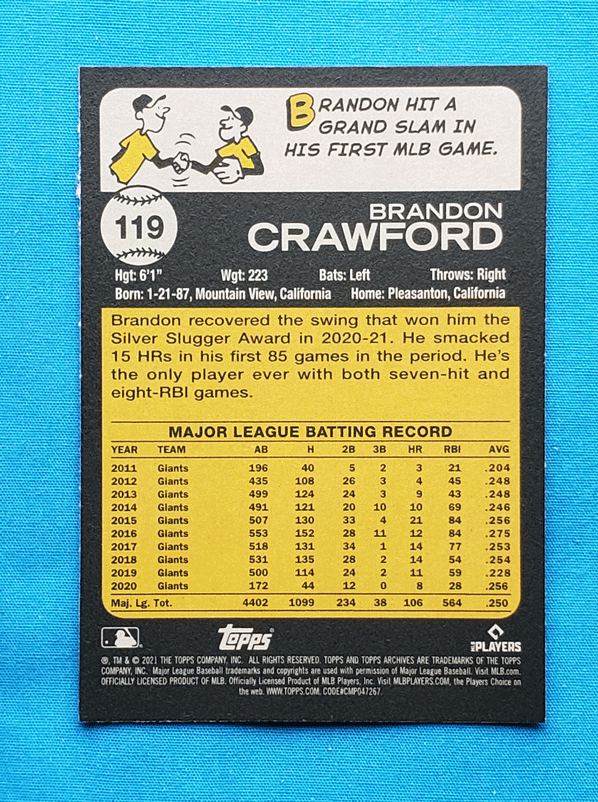 BRANDON HIT A
GRAND SLAM IN
HIS FIRST MLB GAME.
119
BRANDON
CRAWFORD
Hgt: 6'1" Wgt: 223 Bats: Left Throws: Right
Born: 1-21-87, Mountain View, California Home: Pleasanton, California
Brandon recovered the swing that won him the
Silver Slugger Award in 2020-21. He smacked
15 HRs in his first 85 games in the period. He's
the only player ever with both seven-hit and
eight-RBI games.
MAJOR LEAGUE BATTING RECORD
YEAR TEAM AB H 2B 3B HR RBI AVG
2011 Giants 196 40 5 2 3 21 .204
2012 Giants 435 108 26 3 4 45 .248
2013 Giants 499 124 24 3 9 43 .248
2014 Giants 491 121 20 10 10 69 .246
2015 Giants 507 130 33 4 21 84 .256
2016 Giants 553 152 28 11 12 84 .275
2017 Giants 518 131 34 1 14 77 .253
2018 Giants 531 135 28 2 14 54 .254
2019 Giants 500 114 24 2 11 59 .228
2020 Giants 172 44 12 0 8 28 .256
Maj. Lg. Tot. 4402 1099 234 38 106 564 .250
Topps
MLB PLAYERS
®, TM & © 2021 THE TOPPS COMPANY, INC. ALL RIGHTS RESERVED. TOPPS AND TOPPS ARCHIVES ARE TRADEMARKS OF THE TOPPS
COMPANY, INC. Major League Baseball trademarks and copyrights are used with permission of Major League Baseball. Visit MLB.com.
OFFICIALLY LICENSED PRODUCT OF MLB. Officially Licensed Product of MLB Players, Inc. Visit MLBPLAYERS.com, the Players Choice on
the web. WWW.TOPPS.COM. CODE#CMP047267.